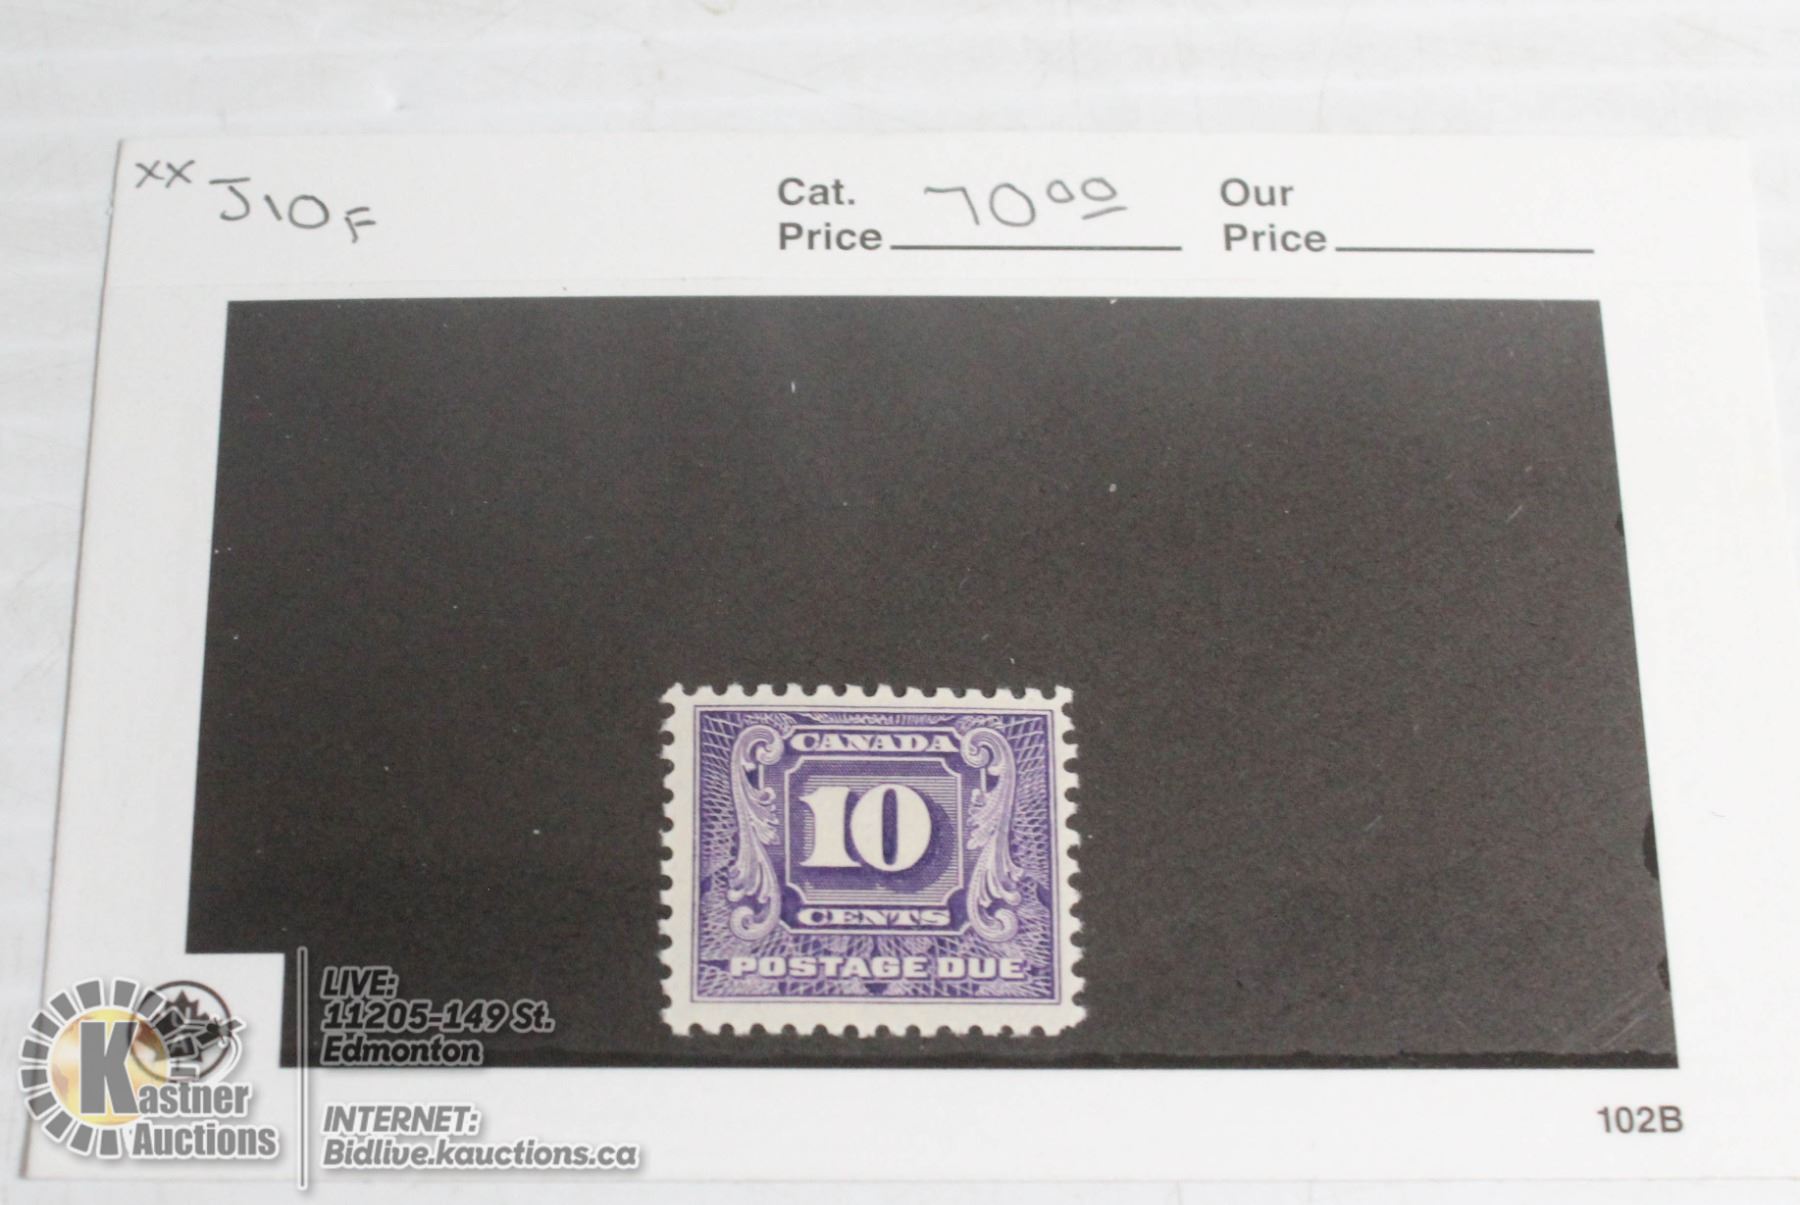 xx J10F
Cat. Price 70.00
Our Price
CANADA
10
CENTS
POSTAGE DUE
102B
Kastner
Auctions
LIVE:
11205-149 St.
Edmonton
INTERNET:
Bidlive.kauctions.ca